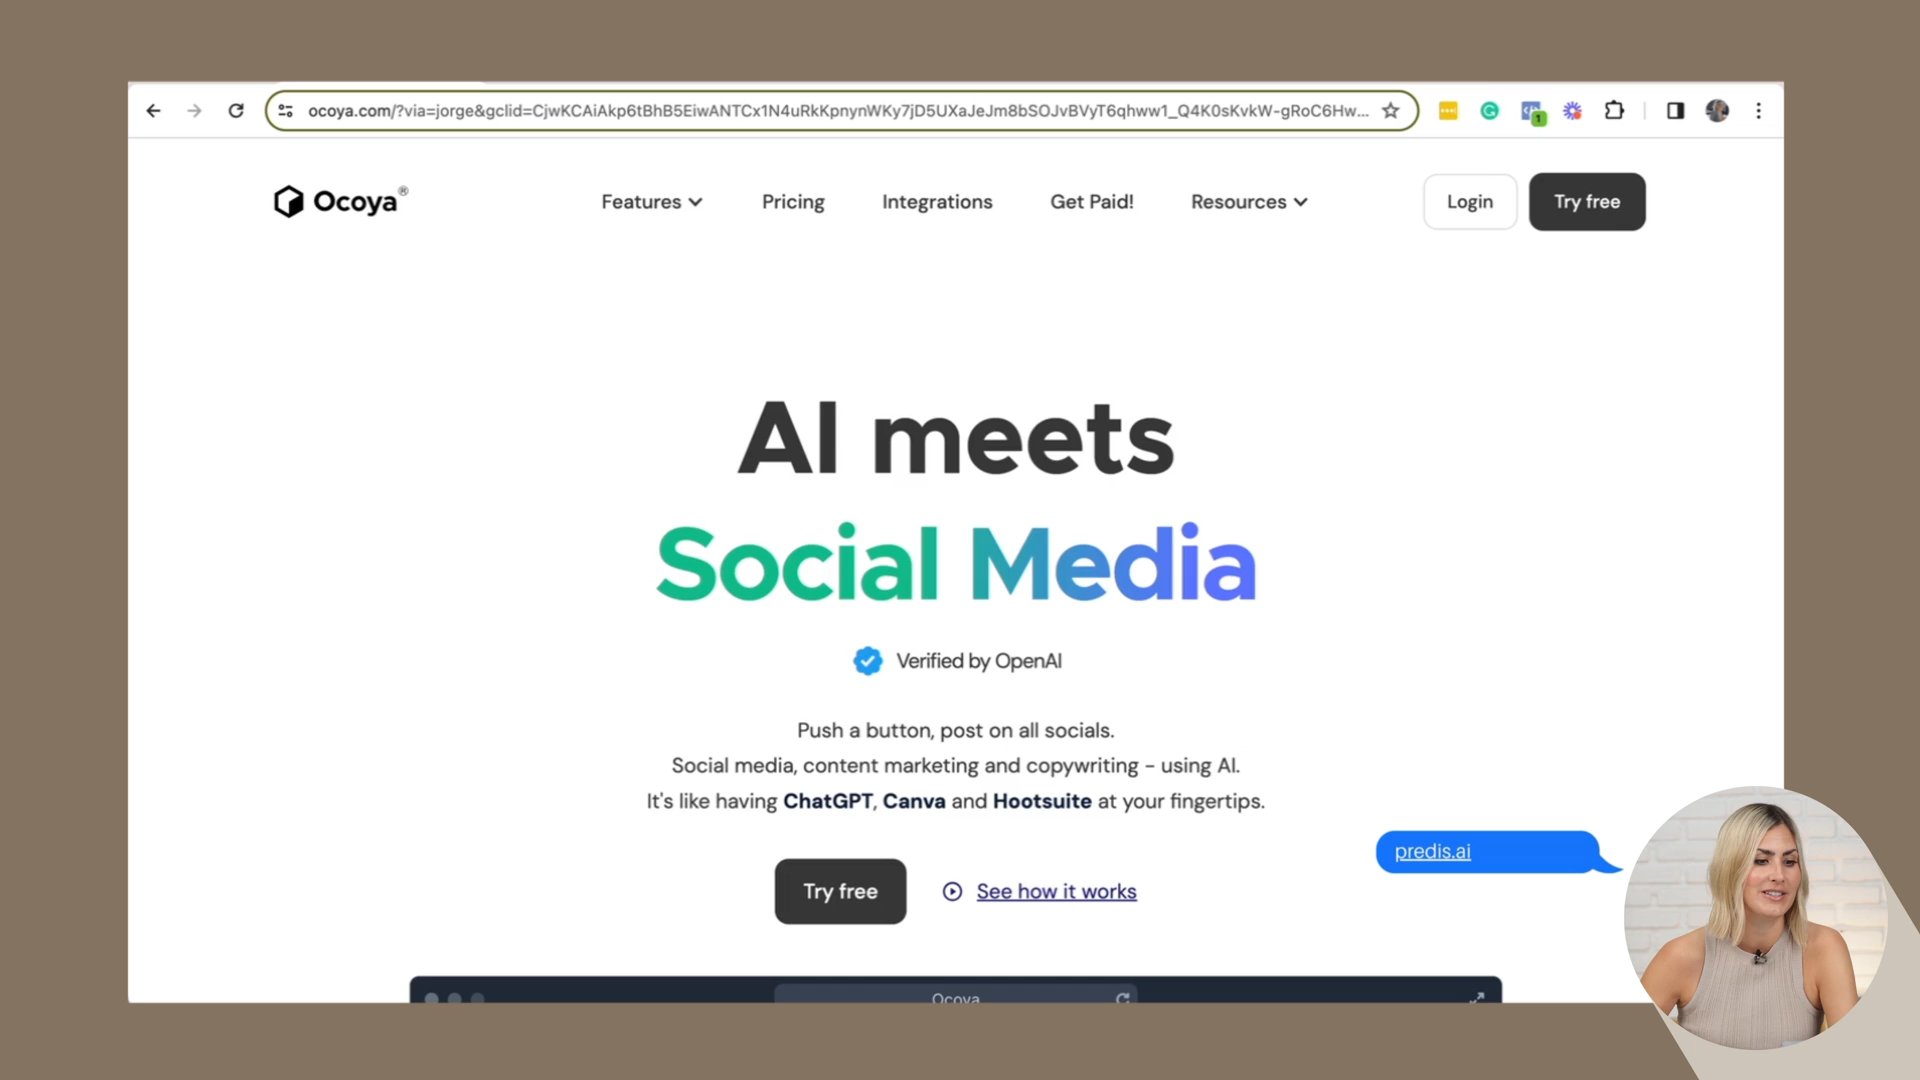 ocoya.com/?via=jorge&gclid=CjwKCAiAkp6tBhB5EiwANTCx1N4uRkKpnynWKy7jD5UXaJeJm8bSOJvBVyT6qhww1_Q4K0sKvkW-gRoC6Hw...
1
Ocoya®
Features
Pricing
Integrations
Get Paid!
Resources
Login
Try free
AI meets
Social Media
Verified by OpenAI
Push a button, post on all socials.
Social media, content marketing and copywriting – using AI.
It's like having ChatGPT, Canva and Hootsuite at your fingertips.
predis.ai
Try free
See how it works
Ocoya